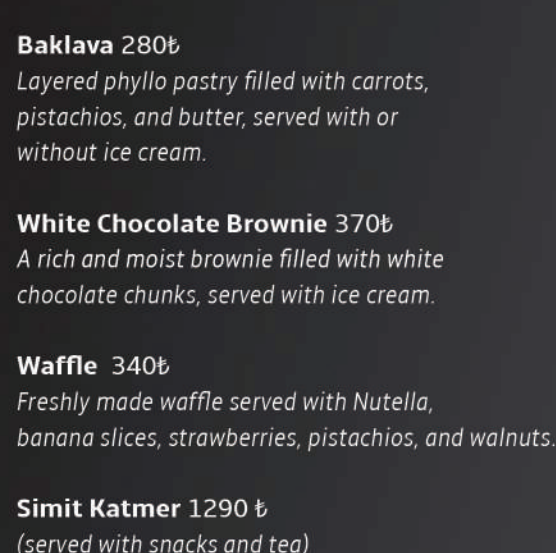 Baklava 280₺
Layered phyllo pastry filled with carrots,
pistachios, and butter, served with or
without ice cream.
White Chocolate Brownie 370₺
A rich and moist brownie filled with white
chocolate chunks, served with ice cream.
Waffle 340₺
Freshly made waffle served with Nutella,
banana slices, strawberries, pistachios, and walnuts.
Simit Katmer 1290 ₺
(served with snacks and tea)